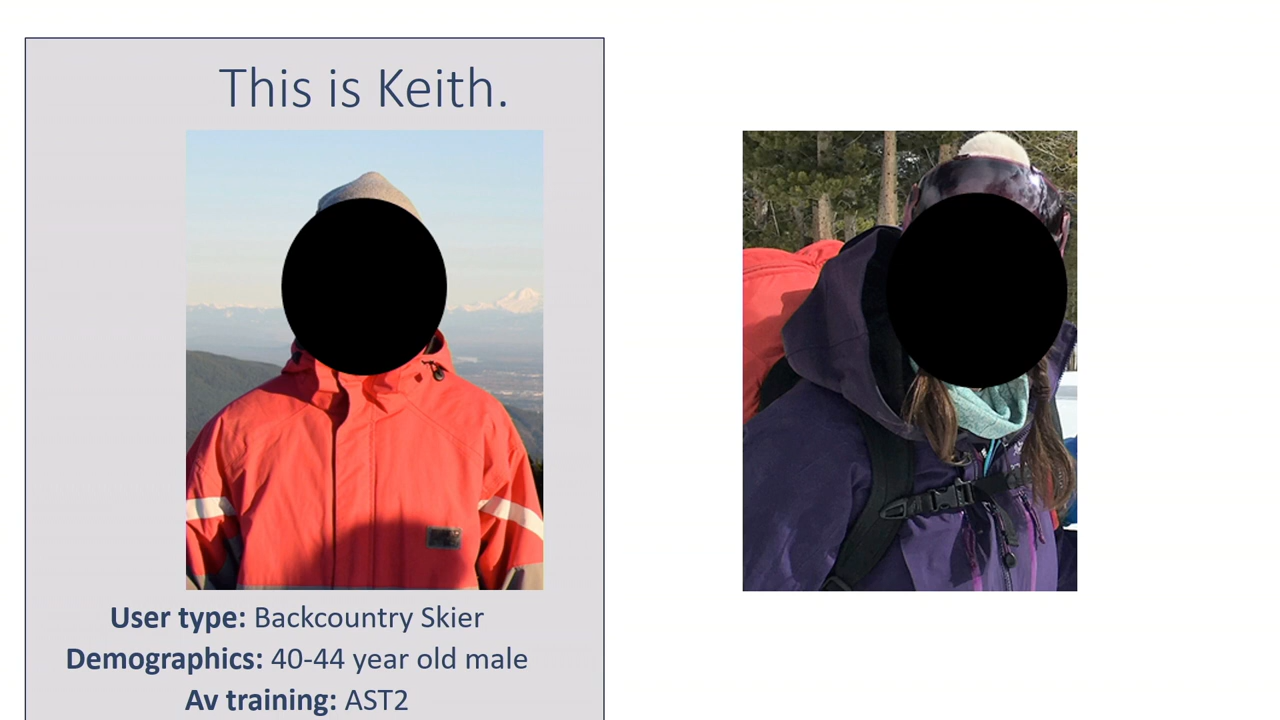 This is Keith.
User type: Backcountry Skier
Demographics: 40-44 year old male
Av training: AST2